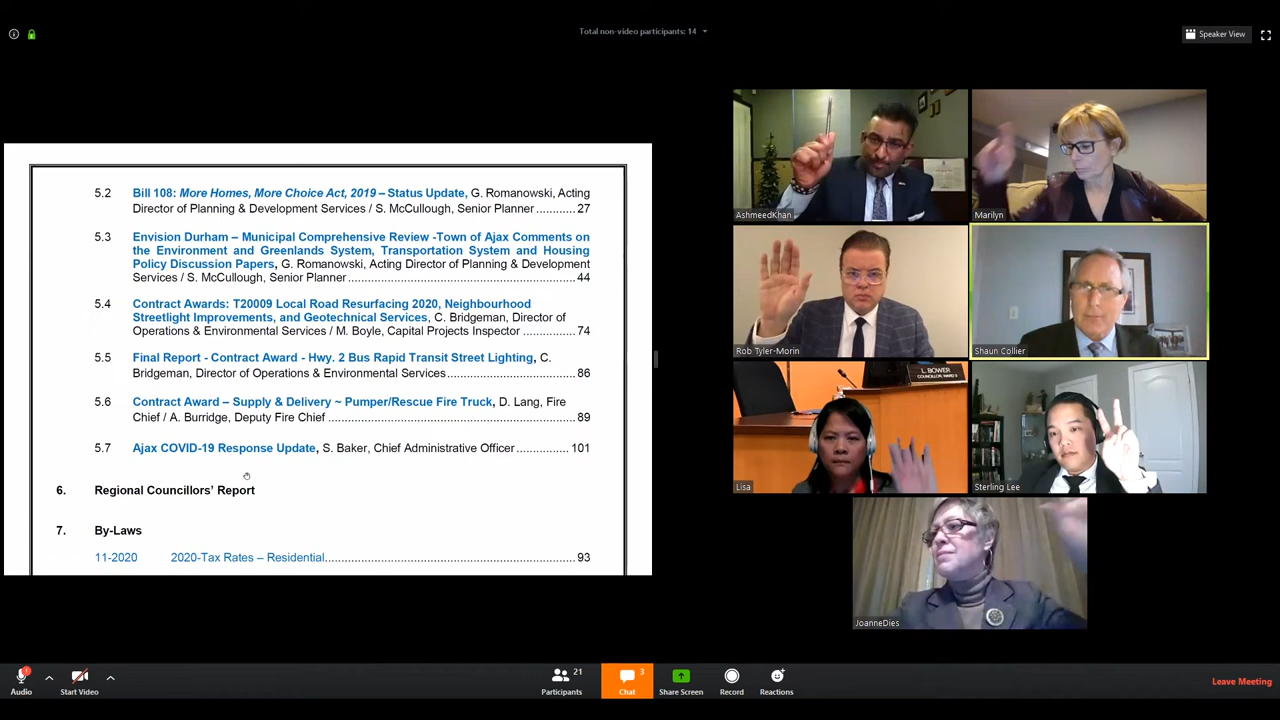 Total non-video participants: 14
Speaker View
5.2 Bill 108: More Homes, More Choice Act, 2019 – Status Update, G. Romanowski, Acting
Director of Planning & Development Services / S. McCullough, Senior Planner ........... 27
5.3 Envision Durham – Municipal Comprehensive Review -Town of Ajax Comments on
the Environment and Greenlands System, Transportation System and Housing
Policy Discussion Papers, G. Romanowski, Acting Director of Planning & Development
Services / S. McCullough, Senior Planner ................................................................ 44
5.4 Contract Awards: T20009 Local Road Resurfacing 2020, Neighbourhood
Streetlight Improvements, and Geotechnical Services, C. Bridgeman, Director of
Operations & Environmental Services / M. Boyle, Capital Projects Inspector .............. 74
5.5 Final Report - Contract Award - Hwy. 2 Bus Rapid Transit Street Lighting, C.
Bridgeman, Director of Operations & Environmental Services................................... 86
5.6 Contract Award – Supply & Delivery ~ Pumper/Rescue Fire Truck, D. Lang, Fire
Chief / A. Burridge, Deputy Fire Chief ................................................................... 89
5.7 Ajax COVID-19 Response Update, S. Baker, Chief Administrative Officer ................ 101
6. Regional Councillors’ Report
7. By-Laws
11-2020 2020-Tax Rates – Residential................................................................... 93
AshmeedKhan
Marilyn
Rob Tyler-Morin
Shaun Collier
L. BOWER
COUNCILLOR, WARD 3
Lisa
Sterling Lee
JoanneDies
Audio
Start Video
21
Participants
3
Chat
Share Screen
Record
Reactions
Leave Meeting